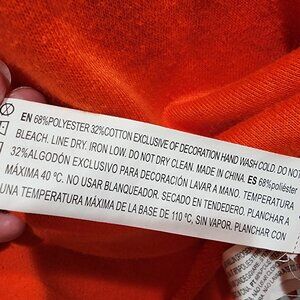 EN 68%POLYESTER 32%COTTON EXCLUSIVE OF DECORATION HAND WASH COLD. DO NOT
BLEACH. LINE DRY. IRON LOW. DO NOT DRY CLEAN. MADE IN CHINA. ES 68%poliéster
32%ALGODÓN EXCLUSIVO PARA DECORACIÓN LAVAR A MANO. TEMPERATURA
MÁXIMA 40 ºC. NO USAR BLANQUEADOR. SECADO EN TENDEDERO. PLANCHAR A
UNA TEMPERATURA MÁXIMA DE LA BASE DE 110 ºC, SIN VAPOR. PLANCHAR CON